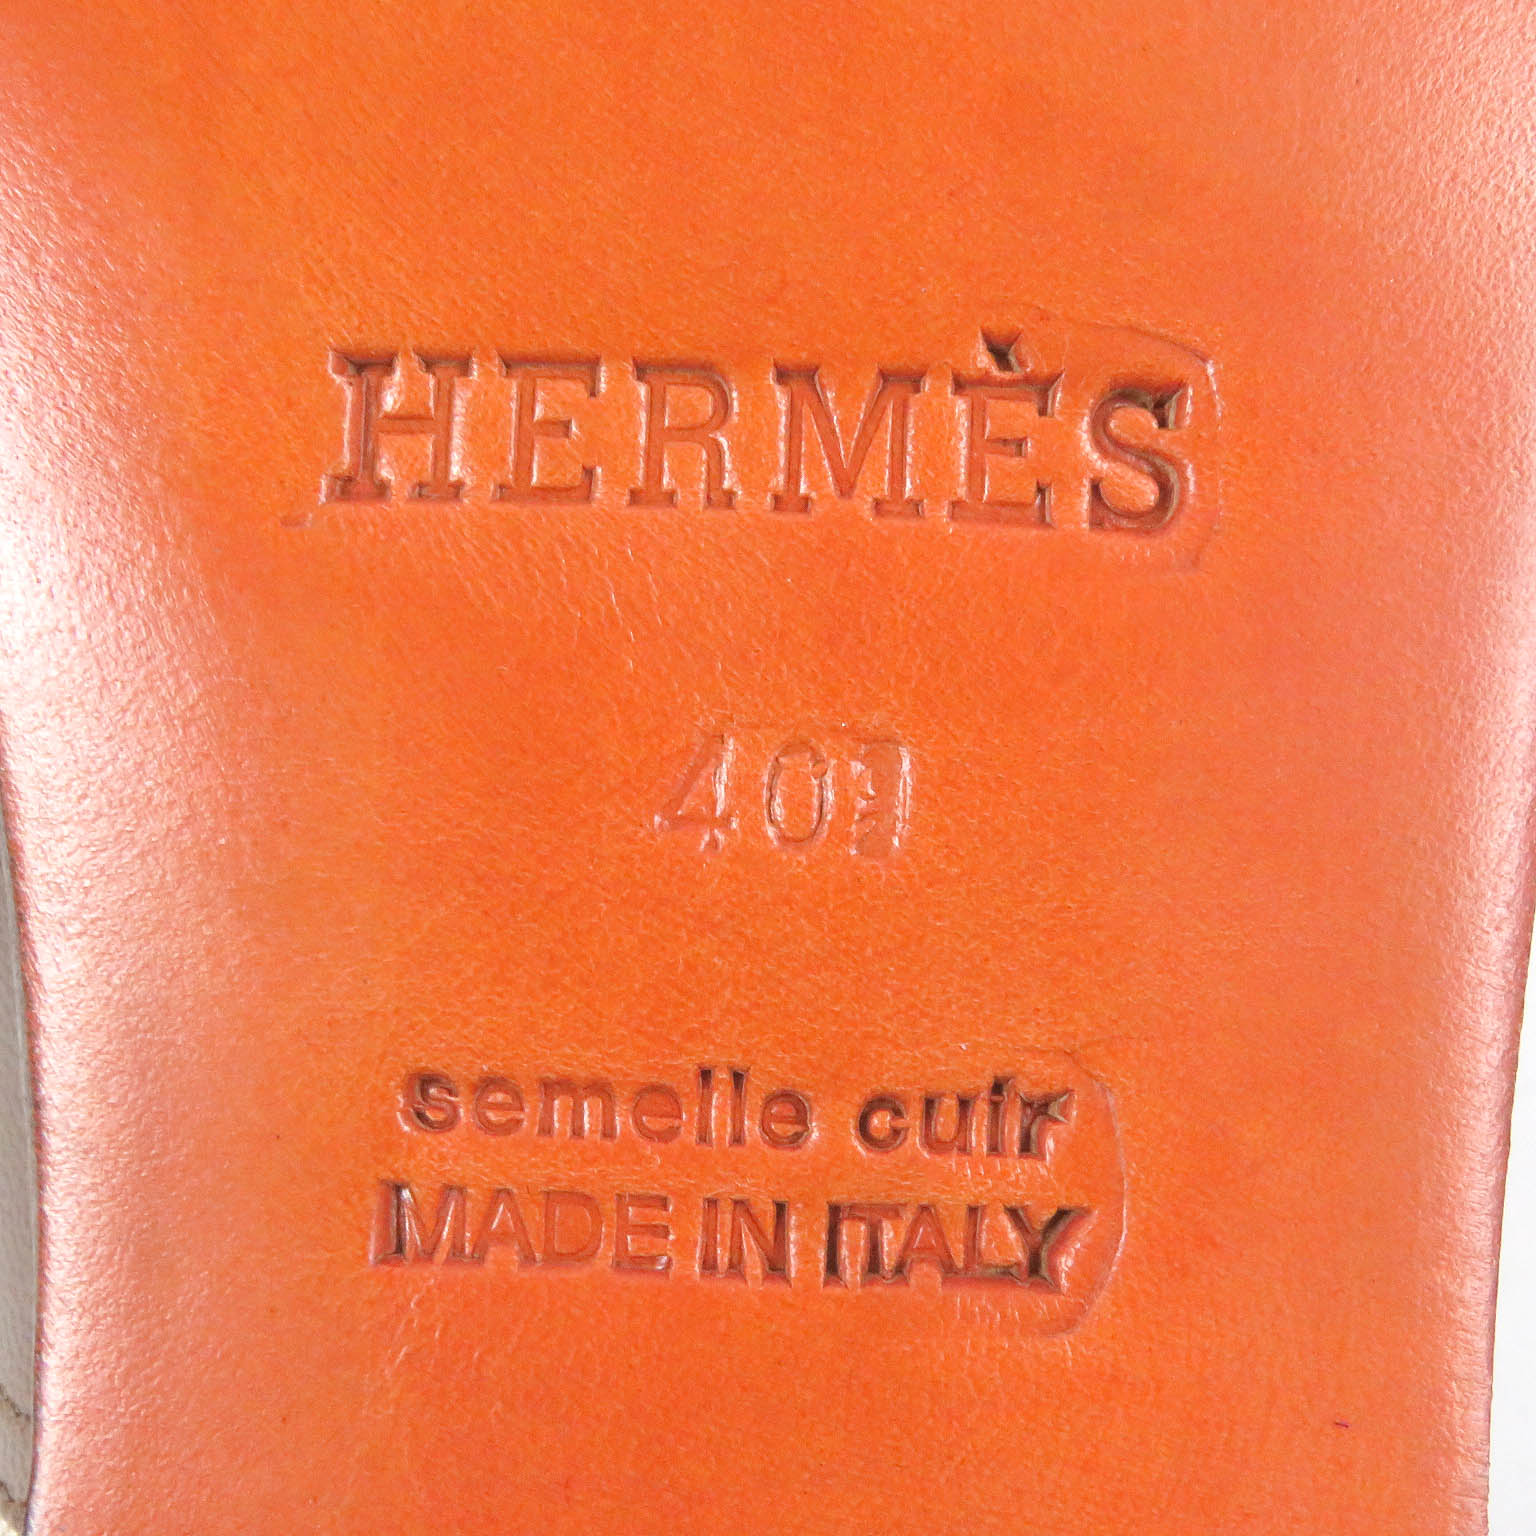 HERMÈS
40
semelle cuir
MADE IN ITALY